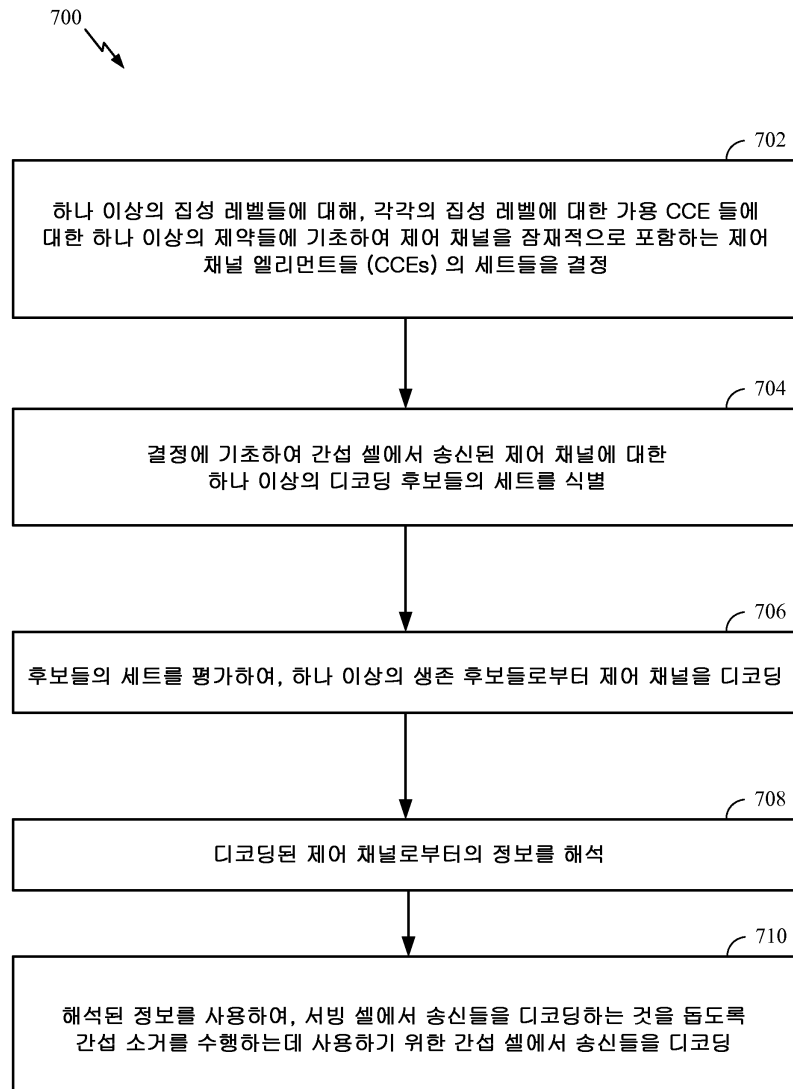 700
702
하나 이상의 집성 레벨들에 대해, 각각의 집성 레벨에 대한 가용 CCE 들에
대한 하나 이상의 제약들에 기초하여 제어 채널을 잠재적으로 포함하는 제어
채널 엘리먼트들 (CCEs) 의 세트들을 결정
704
결정에 기초하여 간섭 셀에서 송신된 제어 채널에 대한
하나 이상의 디코딩 후보들의 세트를 식별
706
후보들의 세트를 평가하여, 하나 이상의 생존 후보들로부터 제어 채널을 디코딩
708
디코딩된 제어 채널로부터의 정보를 해석
710
해석된 정보를 사용하여, 서빙 셀에서 송신들을 디코딩하는 것을 돕도록
간섭 소거를 수행하는데 사용하기 위한 간섭 셀에서 송신들을 디코딩